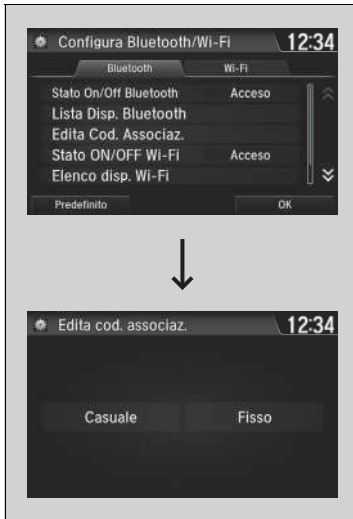 Configura Bluetooth/Wi-Fi 12:34
Bluetooth Wi-Fi
Stato On/Off Bluetooth Acceso
Lista Disp. Bluetooth
Edita Cod. Associaz.
Stato ON/OFF Wi-Fi Acceso
Elenco disp. Wi-Fi
Predefinito OK
Edita cod. associaz. 12:34
Casuale Fisso